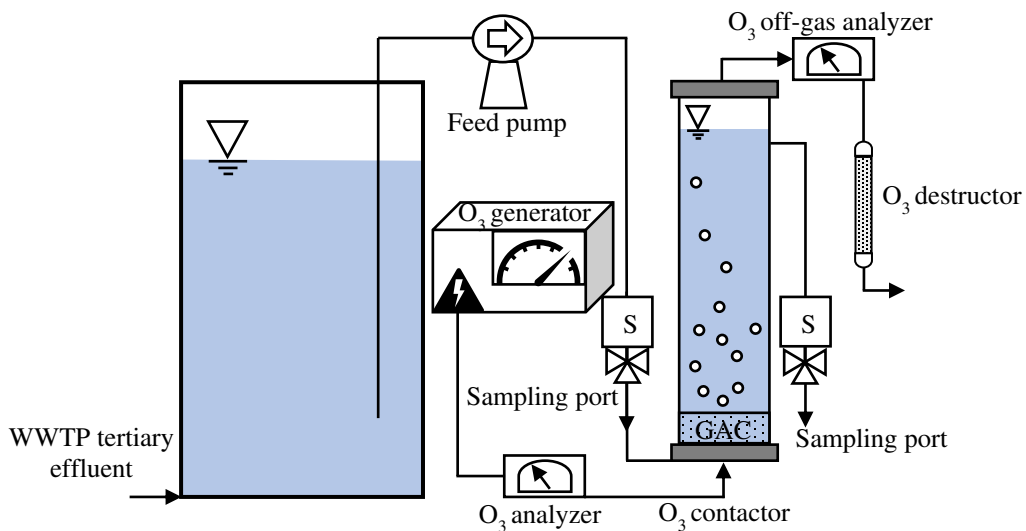 O₃ off-gas analyzer
Feed pump
O₃ generator
O₃ destructor
S
S
Sampling port
GAC
Sampling port
WWTP tertiary
effluent
O₃ analyzer
O₃ contactor